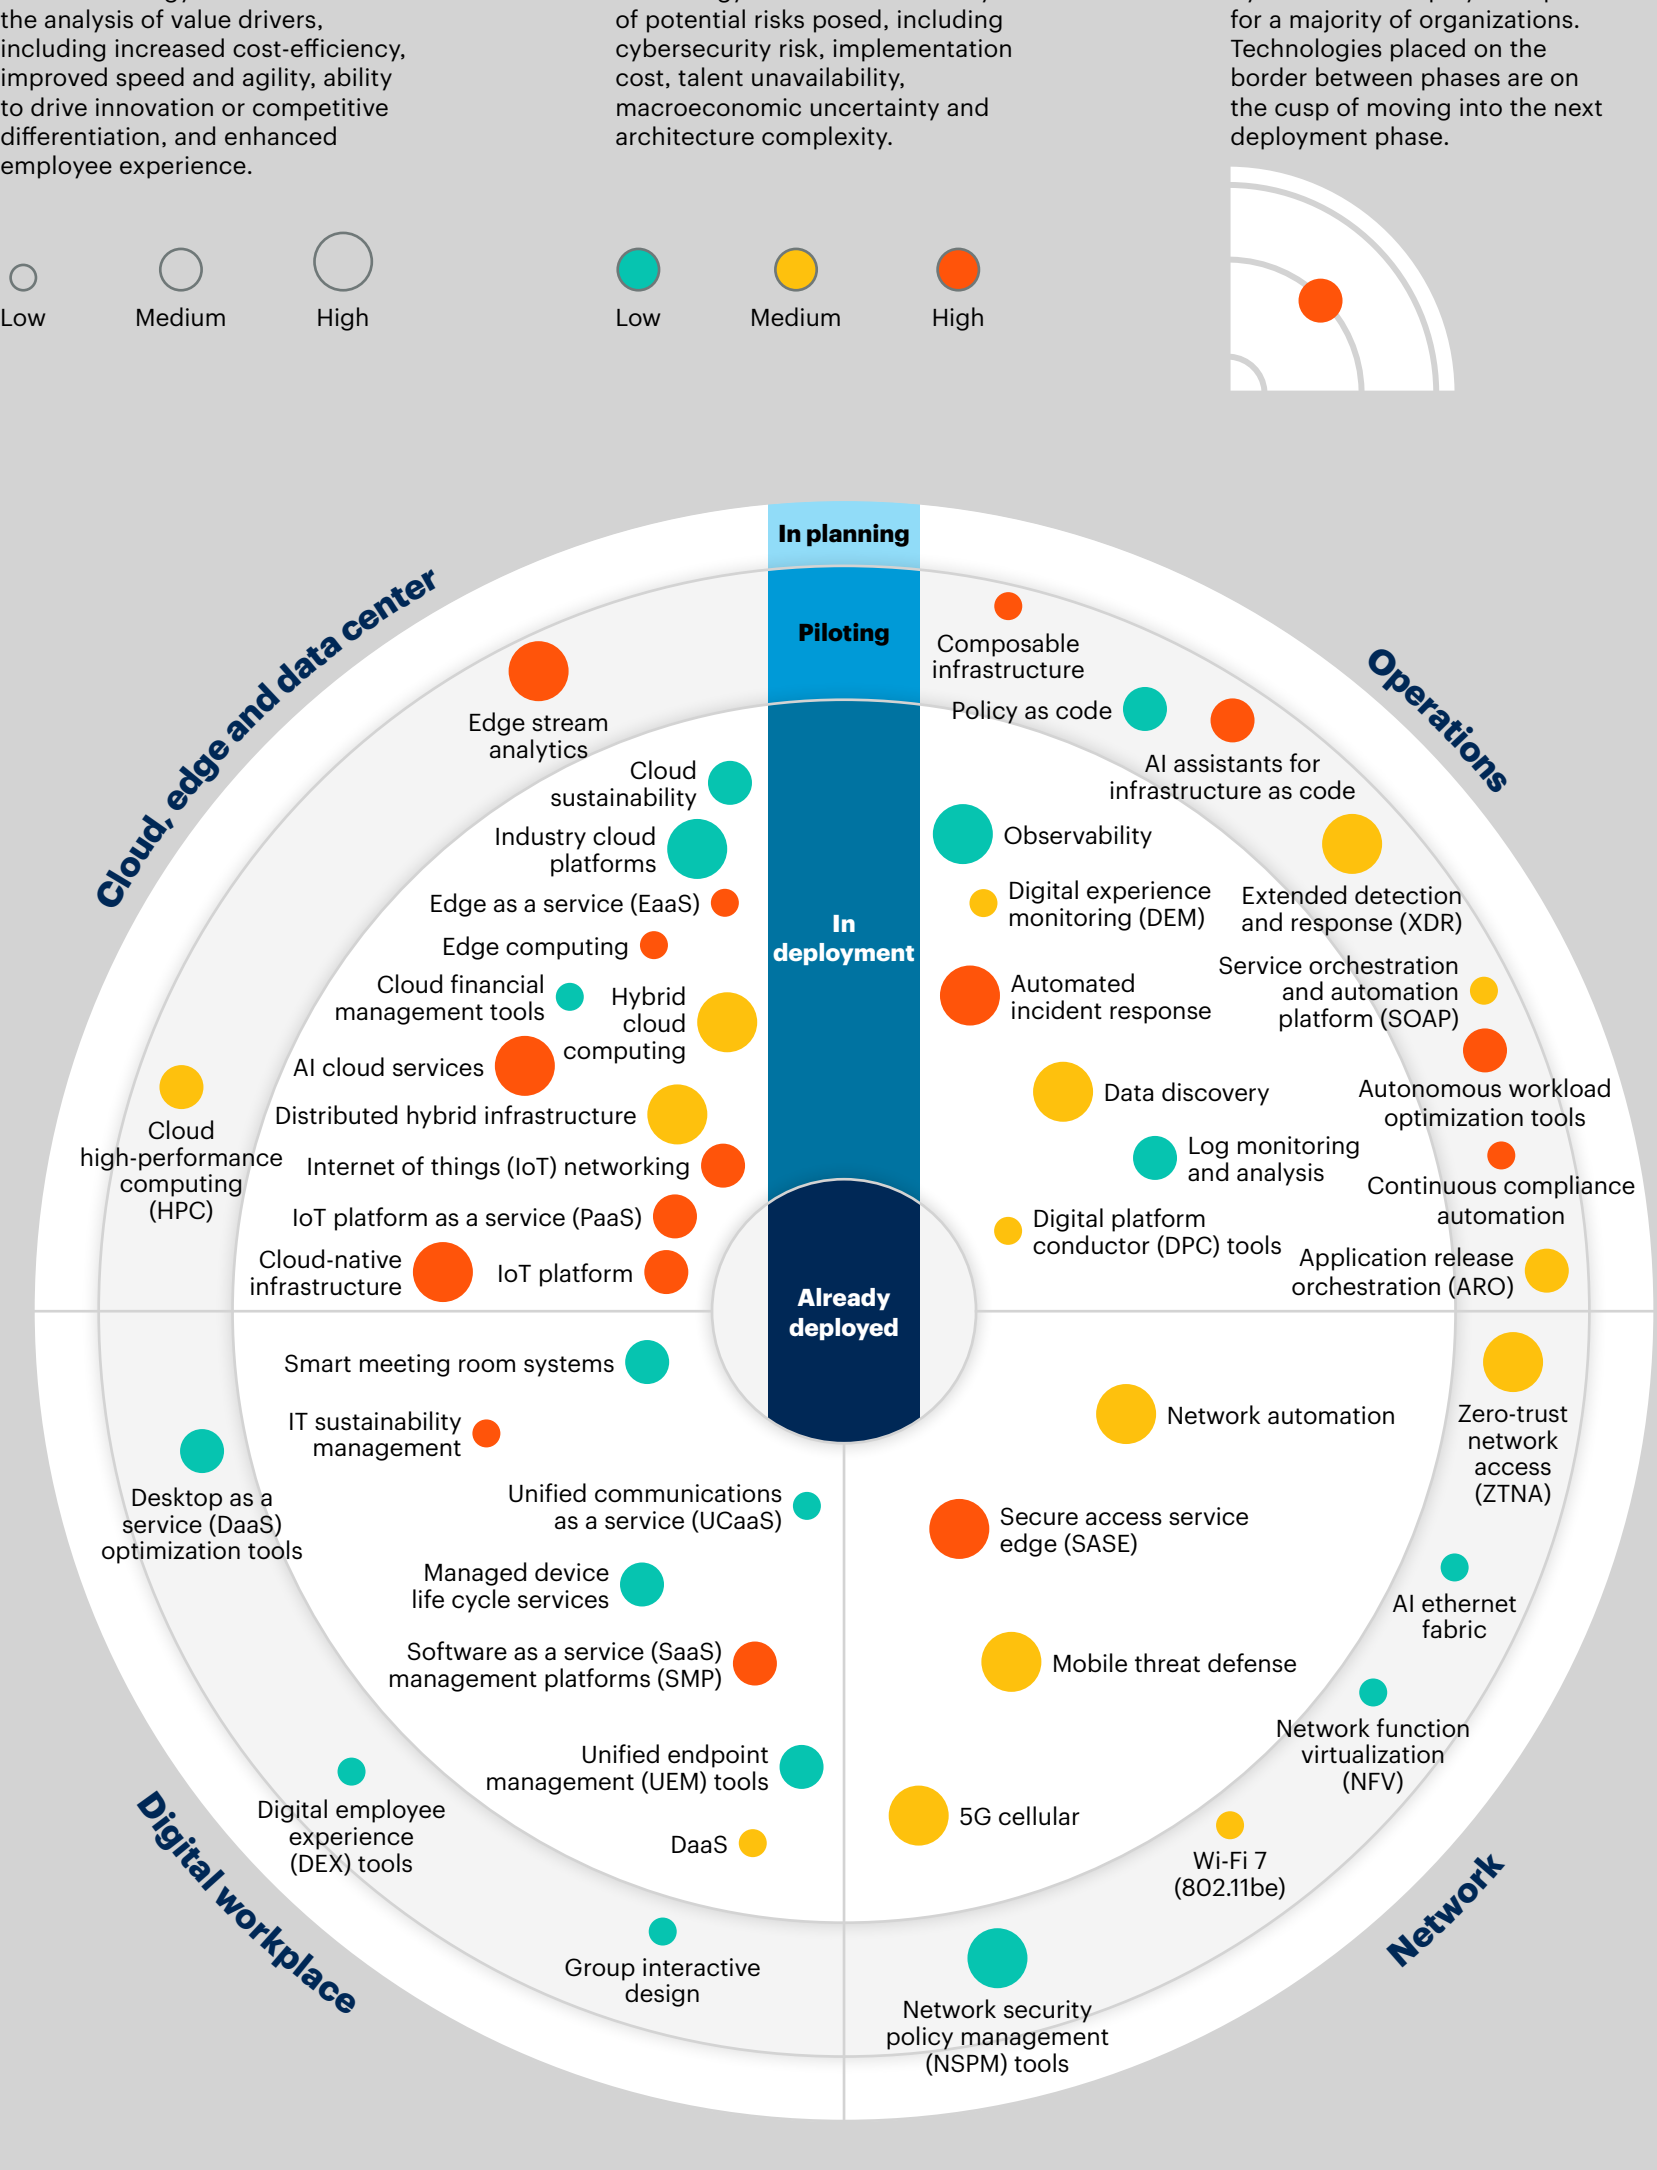 the analysis of value drivers,
including increased cost-efficiency,
improved speed and agility, ability
to drive innovation or competitive
differentiation, and enhanced
employee experience.
of potential risks posed, including
cybersecurity risk, implementation
cost, talent unavailability,
macroeconomic uncertainty and
architecture complexity.
for a majority of organizations.
Technologies placed on the
border between phases are on
the cusp of moving into the next
deployment phase.
Low
Medium
High
Low
Medium
High
In planning
Piloting
In
deployment
Already
deployed
Cloud, edge and data center
Edge stream
analytics
Cloud
sustainability
Industry cloud
platforms
Edge as a service (EaaS)
Edge computing
Cloud financial
management tools
Hybrid
cloud
computing
AI cloud services
Distributed hybrid infrastructure
Cloud
high-performance
computing
(HPC)
Internet of things (IoT) networking
IoT platform as a service (PaaS)
Cloud-native
infrastructure
IoT platform
Operations
Composable
infrastructure
Policy as code
AI assistants for
infrastructure as code
Observability
Digital experience
monitoring (DEM)
Extended detection
and response (XDR)
Automated
incident response
Service orchestration
and automation
platform (SOAP)
Data discovery
Autonomous workload
optimization tools
Log monitoring
and analysis
Continuous compliance
automation
Digital platform
conductor (DPC) tools
Application release
orchestration (ARO)
Smart meeting room systems
IT sustainability
management
Desktop as a
service (DaaS)
optimization tools
Unified communications
as a service (UCaaS)
Managed device
life cycle services
Software as a service (SaaS)
management platforms (SMP)
Unified endpoint
management (UEM) tools
Digital employee
experience
(DEX) tools
DaaS
Group interactive
design
Digital workplace
Network automation
Zero-trust
network
access
(ZTNA)
Secure access service
edge (SASE)
AI ethernet
fabric
Mobile threat defense
Network function
virtualization
(NFV)
5G cellular
Wi-Fi 7
(802.11be)
Network security
policy management
(NSPM) tools
Network